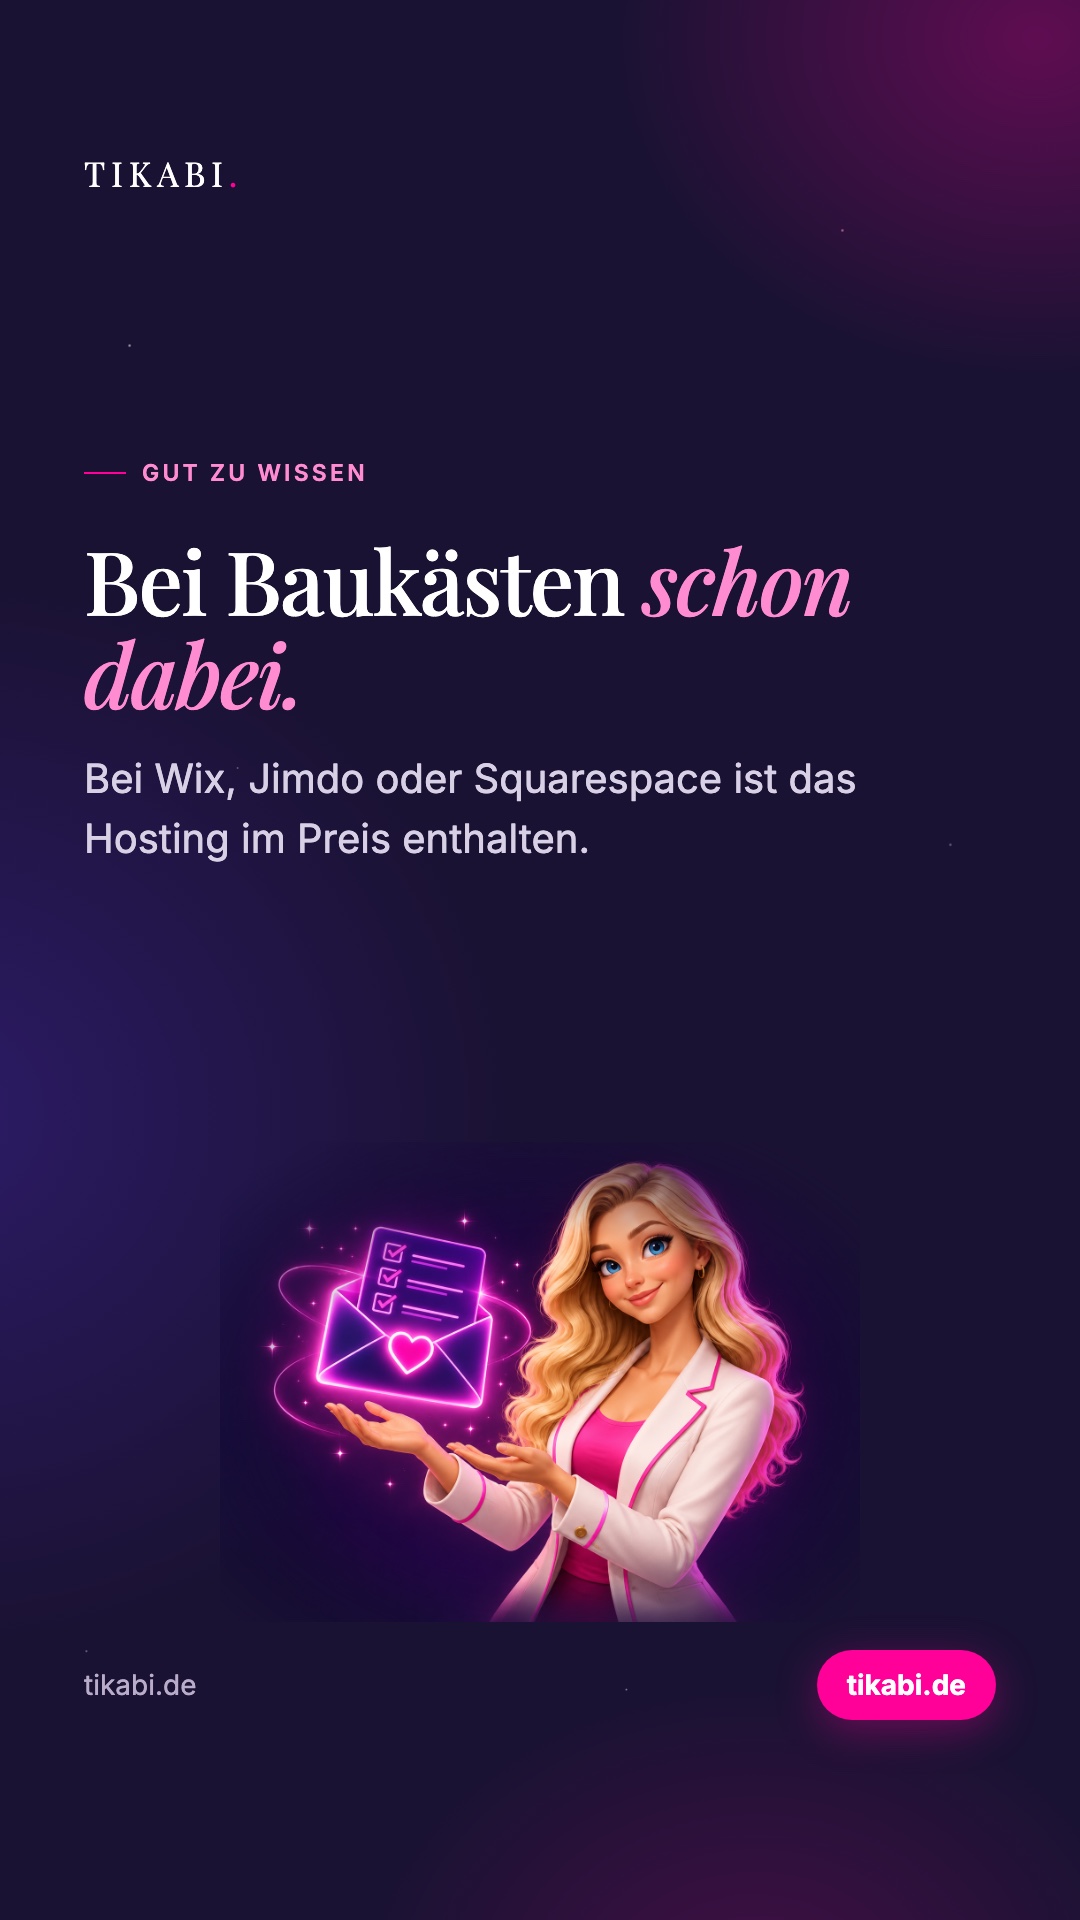 TIKABI.
GUT ZU WISSEN
Bei Baukästen schon
dabei.
Bei Wix, Jimdo oder Squarespace ist das
Hosting im Preis enthalten.
tikabi.de
tikabi.de